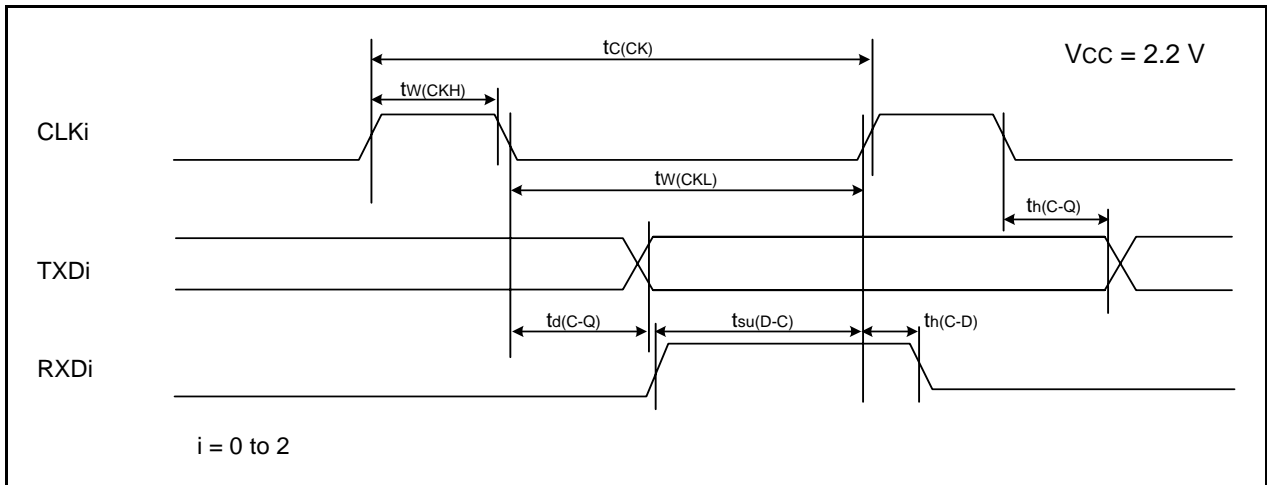 tC(CK)
VCC = 2.2 V
tW(CKH)
CLKi
tW(CKL)
th(C-Q)
TXDi
td(C-Q)
tsu(D-C)
th(C-D)
RXDi
i = 0 to 2